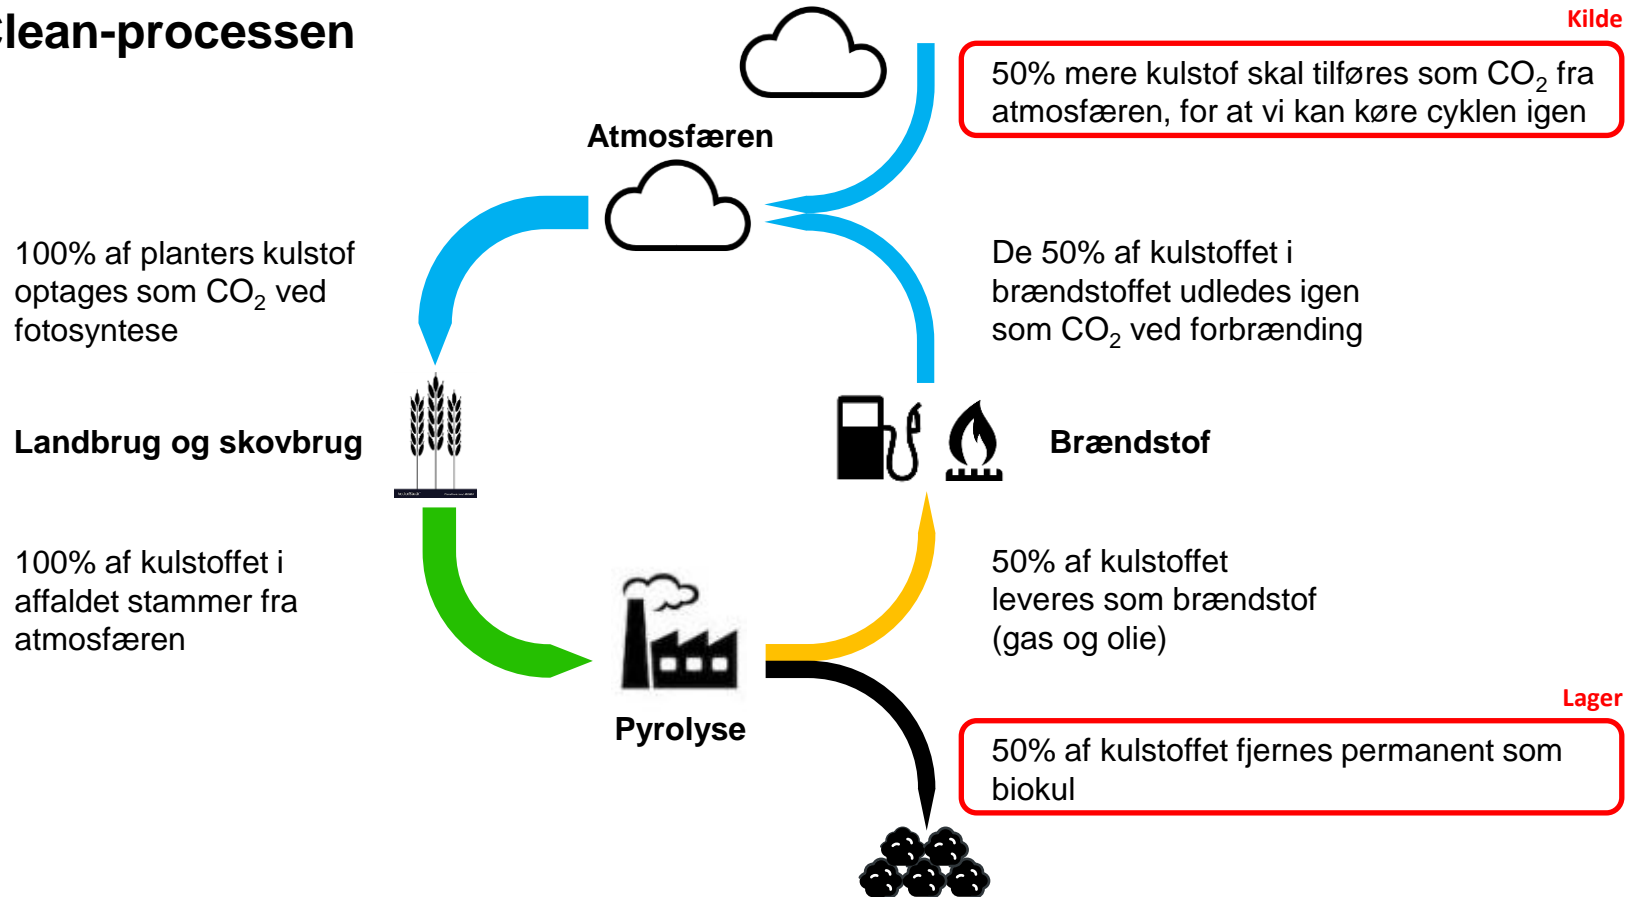 Clean-processen
Kilde
50% mere kulstof skal tilføres som CO₂ fra
atmosfæren, for at vi kan køre cyklen igen
Atmosfæren
100% af planters kulstof
optages som CO₂ ved
fotosyntese
De 50% af kulstoffet i
brændstoffet udledes igen
som CO₂ ved forbrænding
Landbrug og skovbrug
Brændstof
100% af kulstoffet i
affaldet stammer fra
atmosfæren
50% af kulstoffet
leveres som brændstof
(gas og olie)
Pyrolyse
Lager
50% af kulstoffet fjernes permanent som
biokul